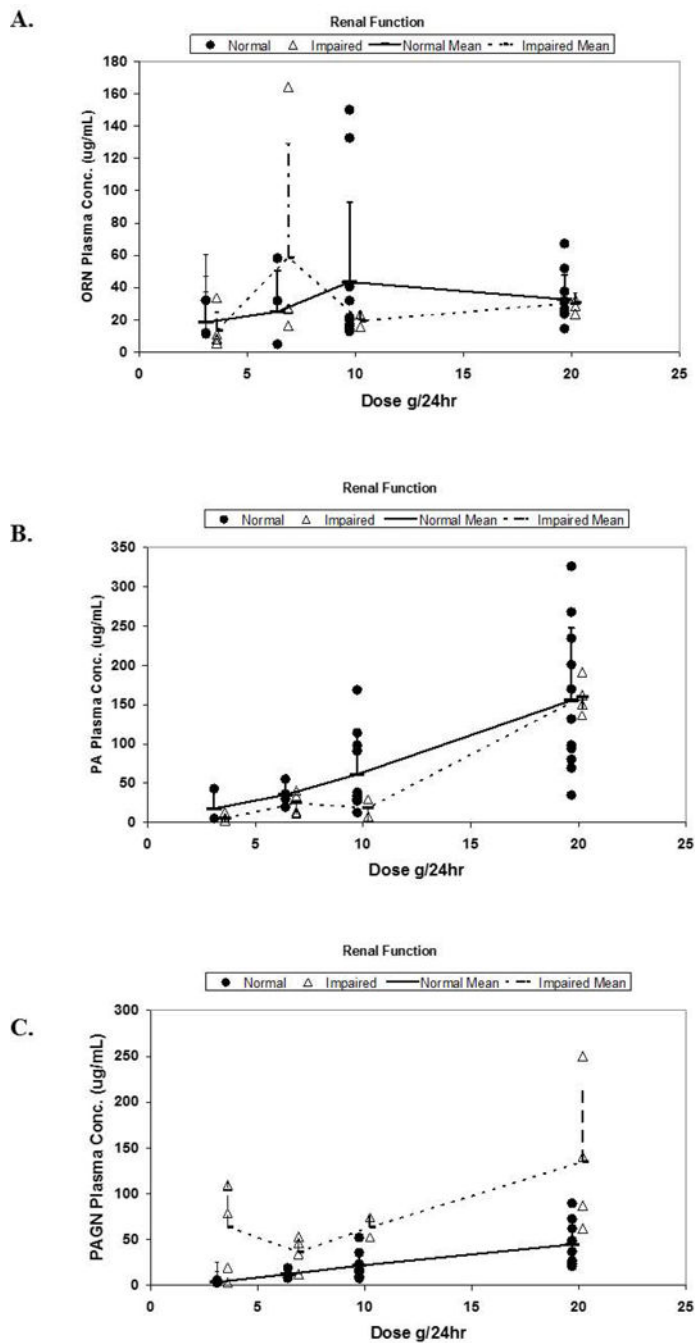 A.
Renal Function
Normal Impaired Normal Mean Impaired Mean
180
160
140
120
100
80
60
40
20
0
ORN Plasma Conc. (ug/mL)
0 5 10 15 20 25
Dose g/24hr
B.
Renal Function
Normal Impaired Normal Mean Impaired Mean
350
300
250
200
150
100
50
0
PA Plasma Conc. (ug/mL)
0 5 10 15 20 25
Dose g/24hr
C.
Renal Function
Normal Impaired Normal Mean Impaired Mean
300
250
200
150
100
50
0
PAGN Plasma Conc. (ug/mL)
0 5 10 15 20 25
Dose g/24hr